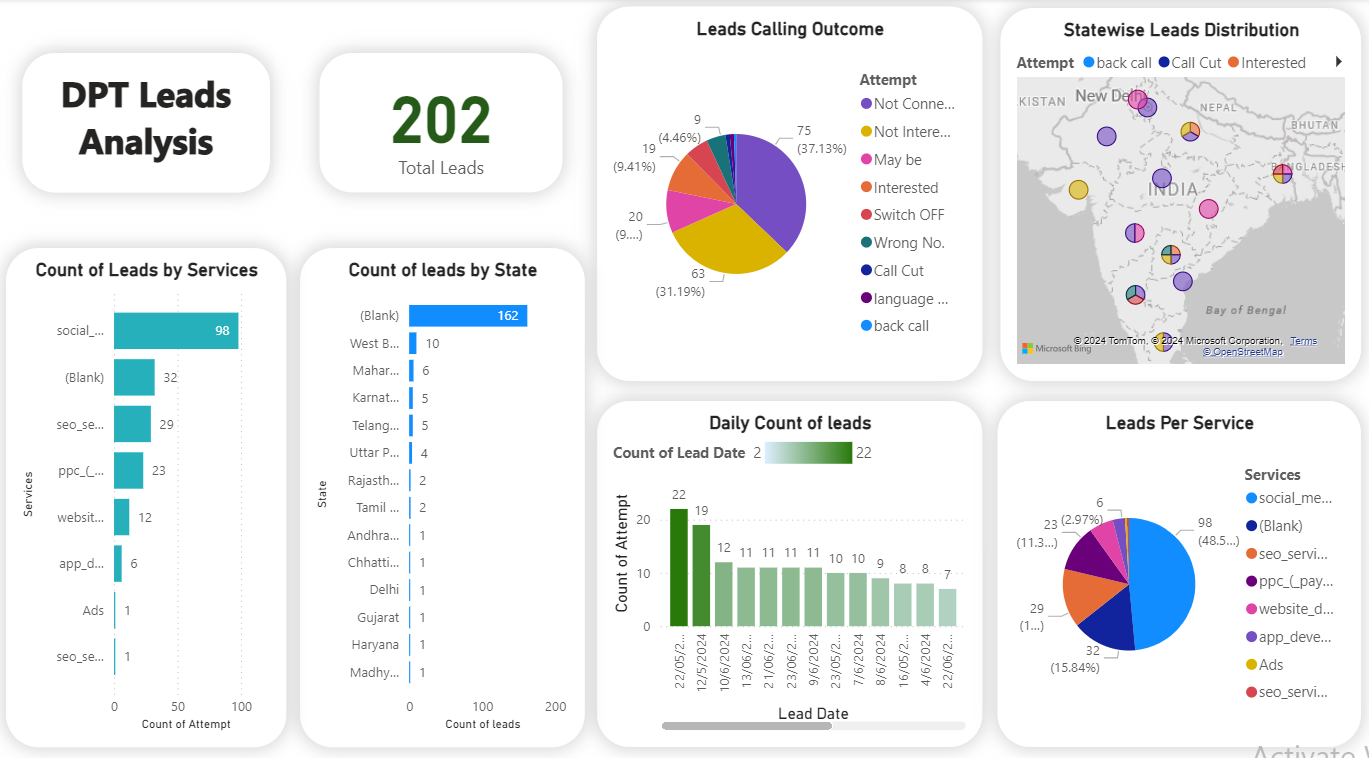 DPT Leads
Analysis
202
Total Leads
Leads Calling Outcome
Attempt
Not Conne...
Not Intere...
May be
Interested
Switch OFF
Wrong No.
Call Cut
language ...
back call
75
(37.13%)
63
(31.19%)
20
(9....)
19
(9.41%)
9
(4.46%)
Statewise Leads Distribution
Attempt
back call
Call Cut
Interested
KISTAN
New Delhi
NEPAL
BHUTAN
BANGLADESH
INDIA
Bay of Bengal
Microsoft Bing
© 2024 TomTom, © 2024 Microsoft Corporation, Terms
© OpenStreetMap
Count of Leads by Services
Services
social_... 98
(Blank) 32
seo_se... 29
ppc_(_... 23
websit... 12
app_d... 6
Ads 1
seo_se... 1
0 50 100
Count of Attempt
Count of leads by State
State
(Blank) 162
West B... 10
Mahar... 6
Karnat... 5
Telang... 5
Uttar P... 4
Rajasth... 2
Tamil ... 2
Andhra... 1
Chhatti... 1
Delhi 1
Gujarat 1
Haryana 1
Madhy... 1
0 100 200
Count of leads
Daily Count of leads
Count of Lead Date 2 22
Count of Attempt
20
10
0
22 19 12 11 11 11 11 10 10 9 8 8 7
22/05/2...
12/5/2024
10/6/2024
13/06/2...
21/06/2...
23/06/2...
9/6/2024
23/05/2...
7/6/2024
8/6/2024
16/05/2...
4/6/2024
22/06/2...
Lead Date
Leads Per Service
Services
social_me...
(Blank)
seo_servi...
ppc_(_pay...
website_d...
app_deve...
Ads
seo_servi...
98
(48.5...)
32
(15.84%)
29
(1...)
23
(11.3...)
6
(2.97%)